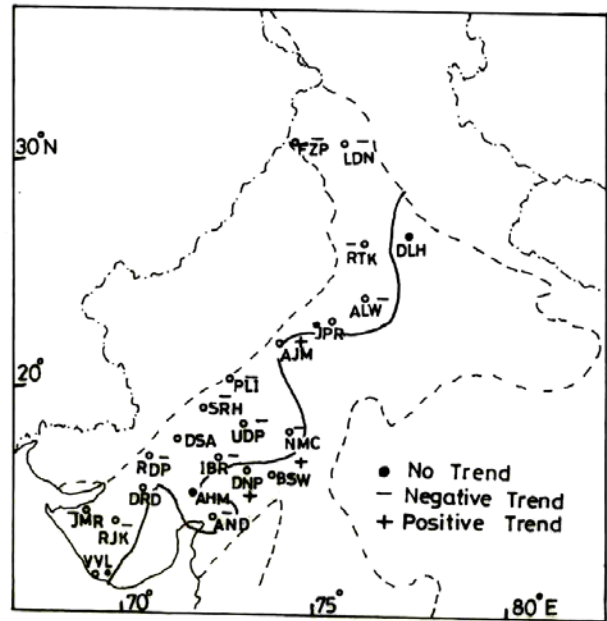 30°N
FZP
LDN
RTK
DLH
ALW
JPR
AJM
20°
PLI
SRH
UDP
NMC
DSA
RDP
IBR
DNP
BSW
DRD
AHM
AND
JMR
RJK
VVL
● No Trend
− Negative Trend
+ Positive Trend
70° 75° 80°E